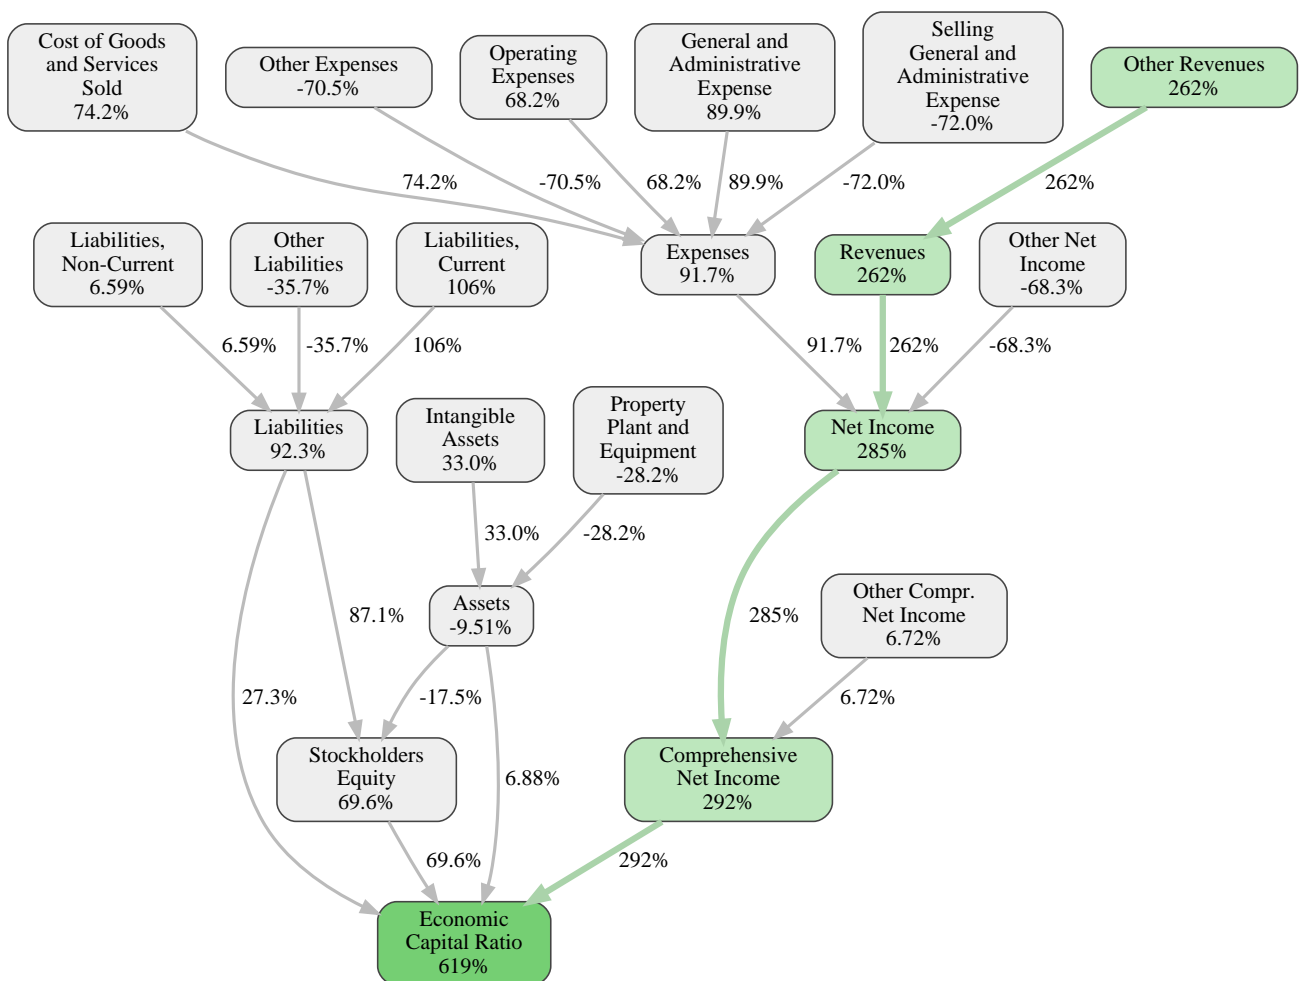 Cost of Goods
and Services
Sold
74.2%
Other Expenses
-70.5%
Operating
Expenses
68.2%
General and
Administrative
Expense
89.9%
Selling
General and
Administrative
Expense
-72.0%
Other Revenues
262%
74.2%
-70.5%
68.2%
89.9%
-72.0%
262%
Liabilities,
Non-Current
6.59%
Other
Liabilities
-35.7%
Liabilities,
Current
106%
Expenses
91.7%
Revenues
262%
Other Net
Income
-68.3%
6.59%
-35.7%
106%
91.7%
262%
-68.3%
Liabilities
92.3%
Intangible
Assets
33.0%
Property
Plant and
Equipment
-28.2%
Net Income
285%
33.0%
-28.2%
Assets
-9.51%
87.1%
285%
Other Compr.
Net Income
6.72%
27.3%
-17.5%
6.72%
Stockholders
Equity
69.6%
6.88%
Comprehensive
Net Income
292%
69.6%
292%
Economic
Capital Ratio
619%